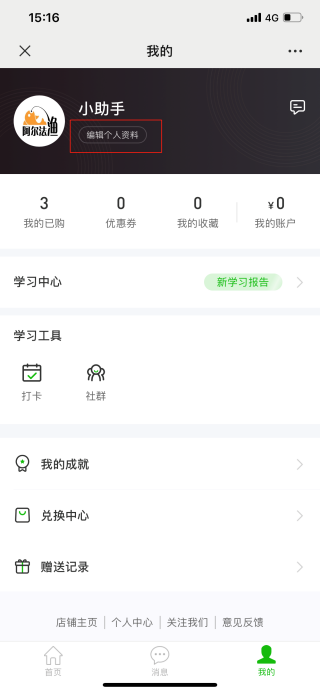 15:16
4G
我的
小助手
阿尔法渔
编辑个人资料
3
0
0
¥0
我的已购
优惠券
我的收藏
我的账户
学习中心
新学习报告
学习工具
打卡
社群
我的成就
兑换中心
赠送记录
店铺主页 | 个人中心 | 关注我们 | 意见反馈
首页
消息
我的